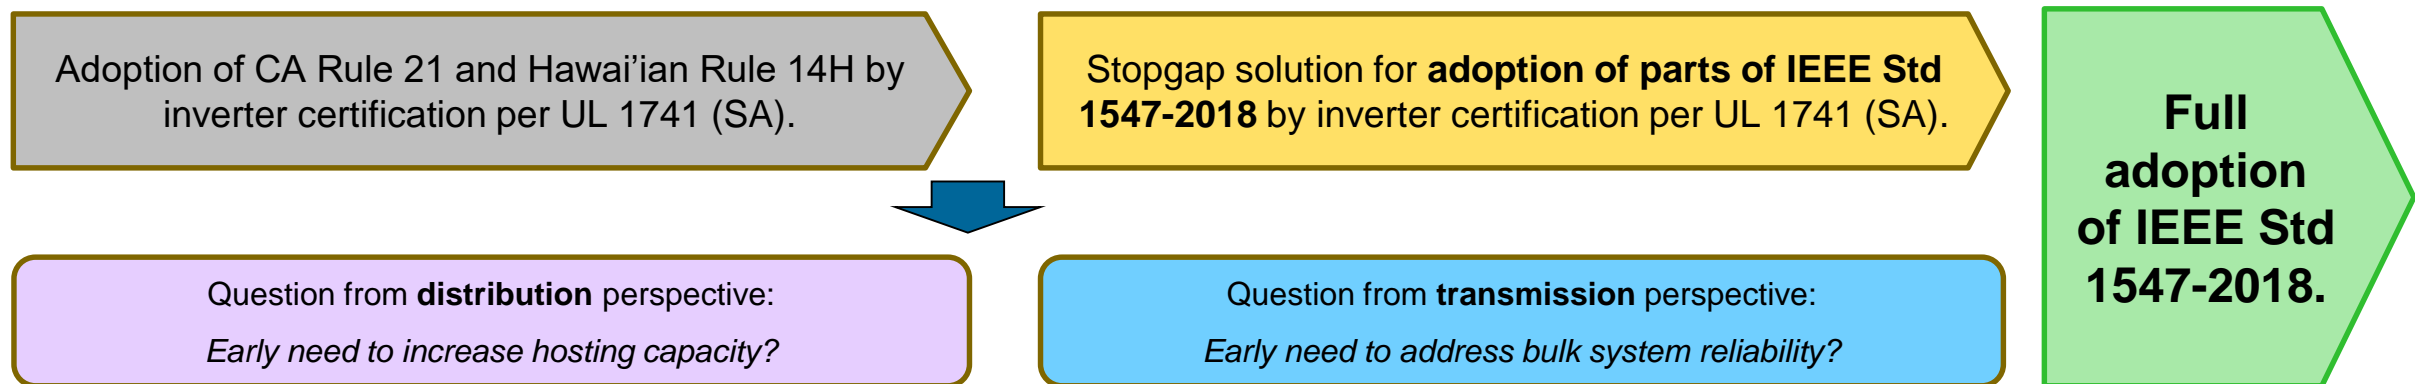 Adoption of CA Rule 21 and Hawai’ian Rule 14H by
inverter certification per UL 1741 (SA).
Stopgap solution for adoption of parts of IEEE Std
1547-2018 by inverter certification per UL 1741 (SA).
Full
adoption
of IEEE Std
1547-2018.
Question from distribution perspective:
Early need to increase hosting capacity?
Question from transmission perspective:
Early need to address bulk system reliability?